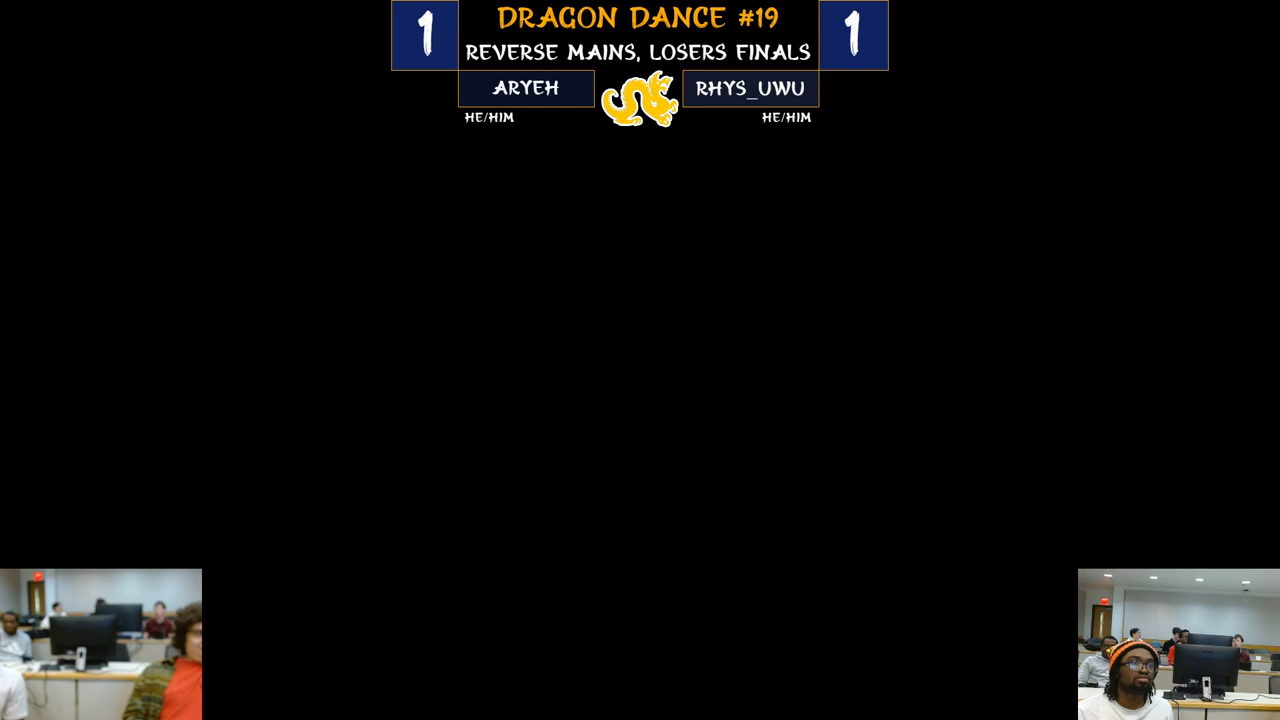 1
DRAGON DANCE #19
1
REVERSE MAINS, LOSERS FINALS
ARYEH
RHYS_UWU
HE/HIM
HE/HIM